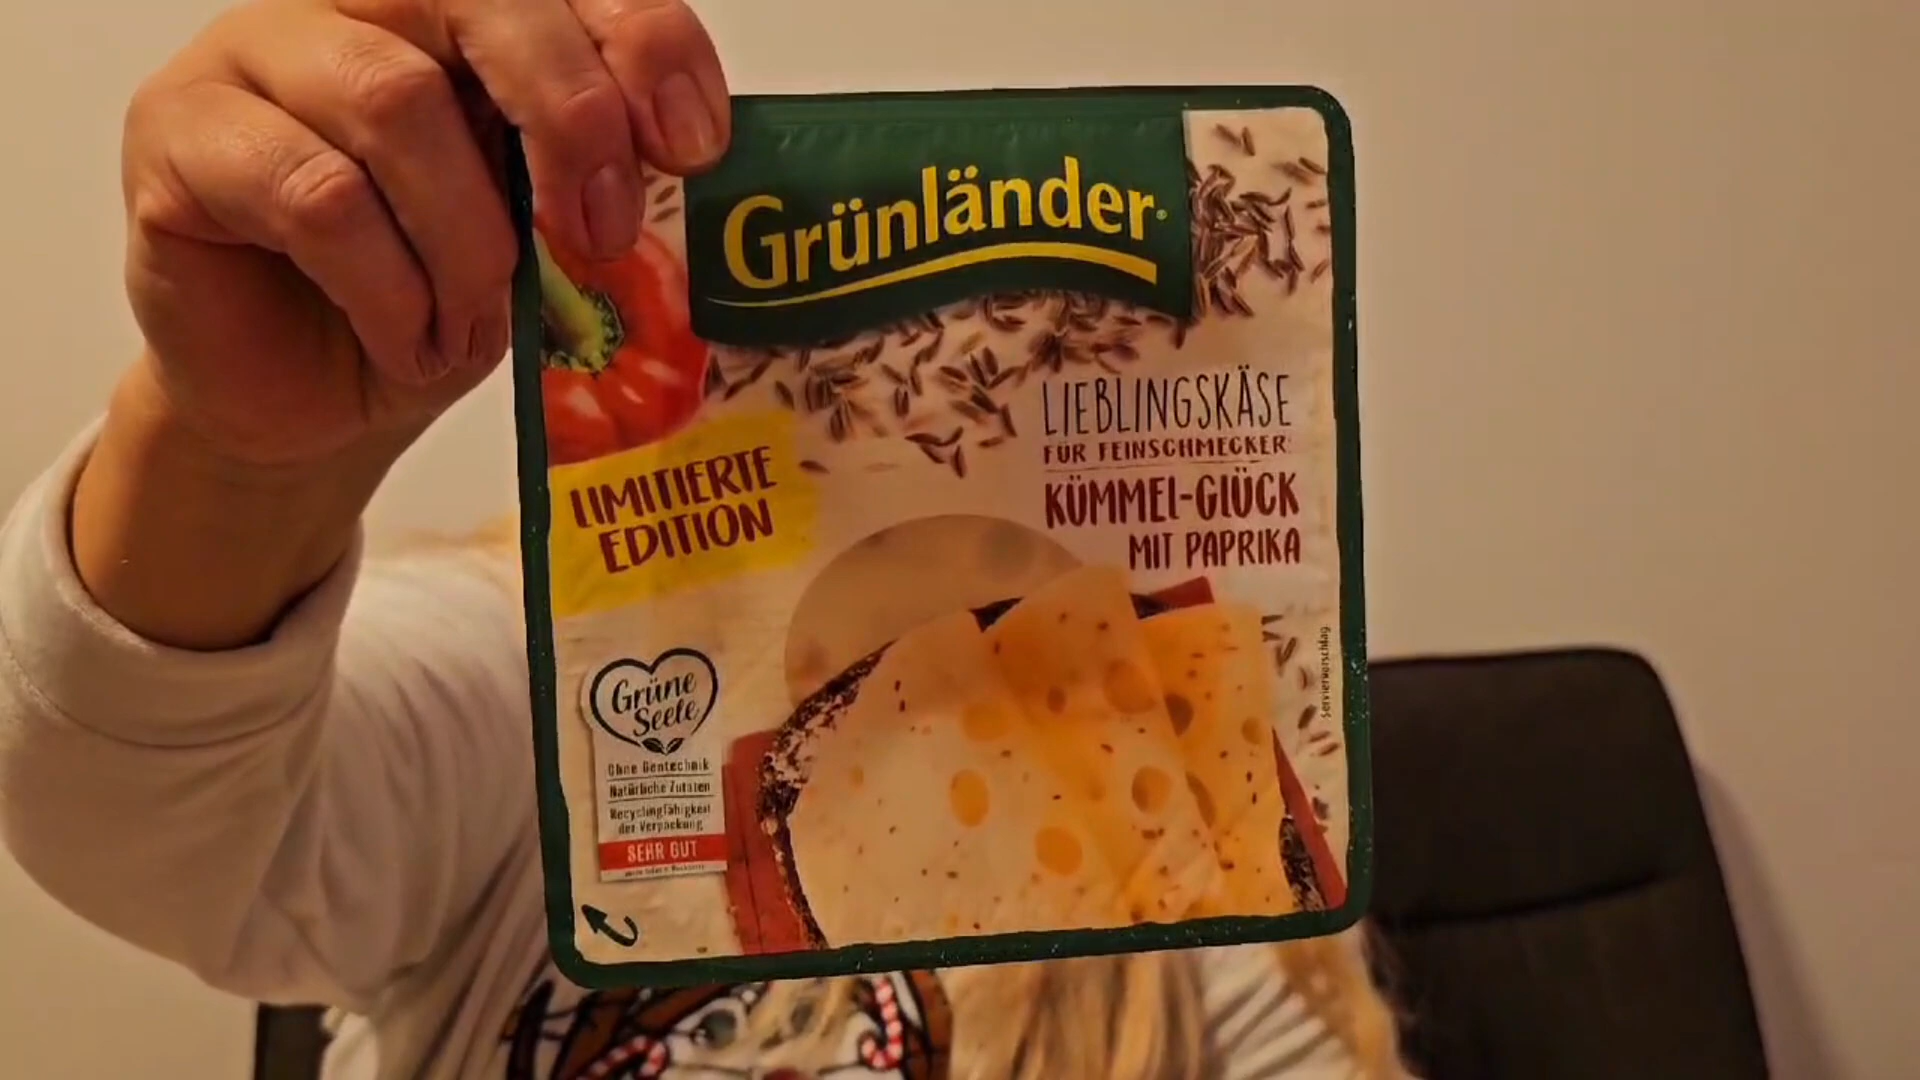 Grünländer
LIEBLINGSKÄSE
FÜR FEINSCHMECKER:
KÜMMEL-GLÜCK
MIT PAPRIKA
LIMITIERTE
EDITION
Serviervorschlag
Grüne
Seele
Ohne Gentechnik
Natürliche Zutaten
Recyclingfähigkeit
der Verpackung
SEHR GUT